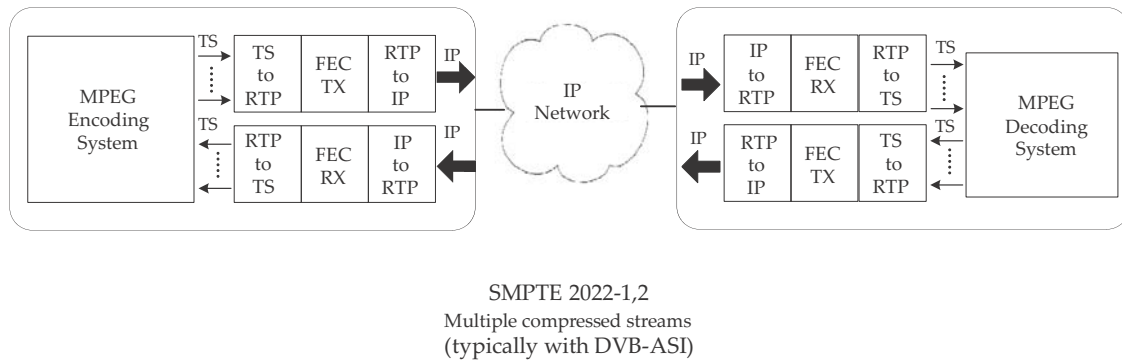 MPEG
Encoding
System
TS
TS
to
RTP
FEC
TX
RTP
to
IP
IP
TS
RTP
to
TS
FEC
RX
IP
to
RTP
IP
IP
Network
IP
IP
to
RTP
FEC
RX
RTP
to
TS
TS
IP
RTP
to
IP
FEC
TX
TS
to
RTP
TS
MPEG
Decoding
System
SMPTE 2022-1,2
Multiple compressed streams
(typically with DVB-ASI)